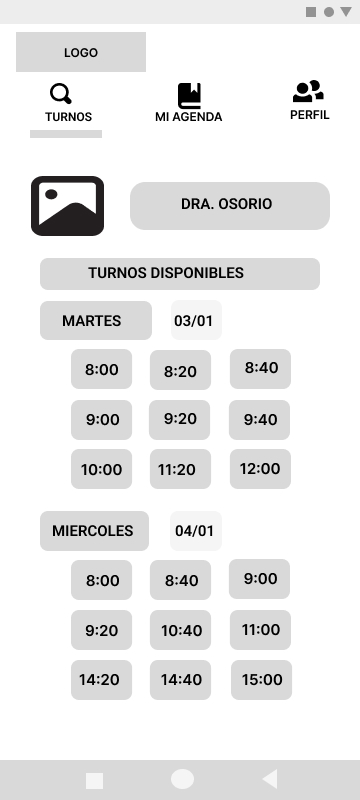 LOGO
TURNOS MI AGENDA PERFIL
DRA. OSORIO
TURNOS DISPONIBLES
MARTES 03/01
8:00 8:20 8:40
9:00 9:20 9:40
10:00 11:20 12:00
MIERCOLES 04/01
8:00 8:40 9:00
9:20 10:40 11:00
14:20 14:40 15:00